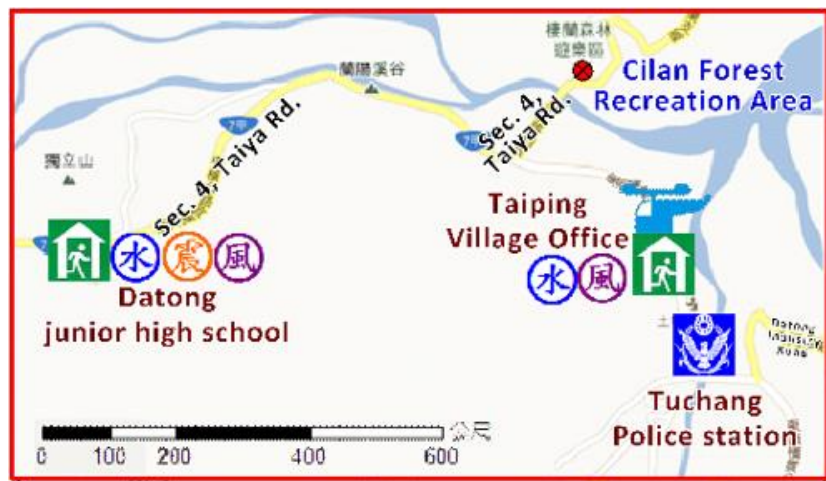 棲蘭森林
遊樂區
Cilan Forest
Recreation Area
蘭陽溪谷
7甲
Sec. 4, Taiya Rd.
7甲
Sec. 4,
Taiya Rd.
獨立山
水 震 風
Datong
junior high school
Taiping
Village Office
水 風
土
Tuchang
Police station
Datong
公尺
0 100 200 400 600